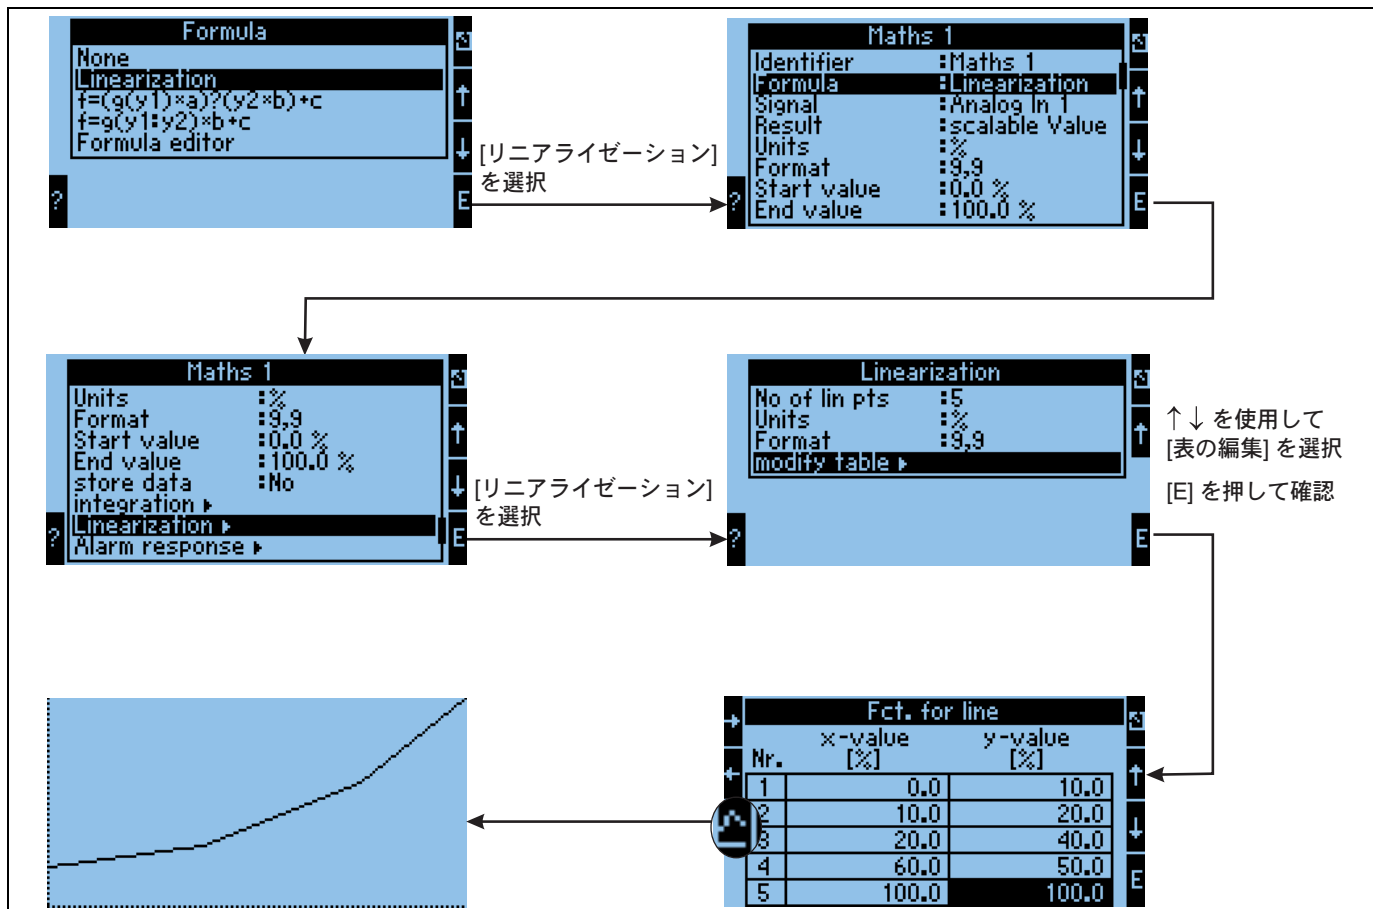 Formula
None
Linearization
f=(g(y1)×a)?(y2×b)+c
f=g(y1:y2)×b+c
Formula editor
?
E
[リニアライゼーション]
を選択
Maths 1
Identifier :Maths 1
Formula :Linearization
Signal :Analog In 1
Result :scalable Value
Units :%
Format :9,9
Start value :0.0 %
End value :100.0 %
?
E
Maths 1
Units :%
Format :9,9
Start value :0.0 %
End value :100.0 %
store data :No
integration ▸
Linearization ▸
Alarm response ▸
?
E
[リニアライゼーション]
を選択
Linearization
No of lin pts :5
Units :%
Format :9,9
modify table ▸
?
E
↑↓ を使用して
[表の編集] を選択
[E] を押して確認
Fct. for line
x-value y-value
Nr. [%] [%]
1 0.0 10.0
2 10.0 20.0
3 20.0 40.0
4 60.0 50.0
5 100.0 100.0
E